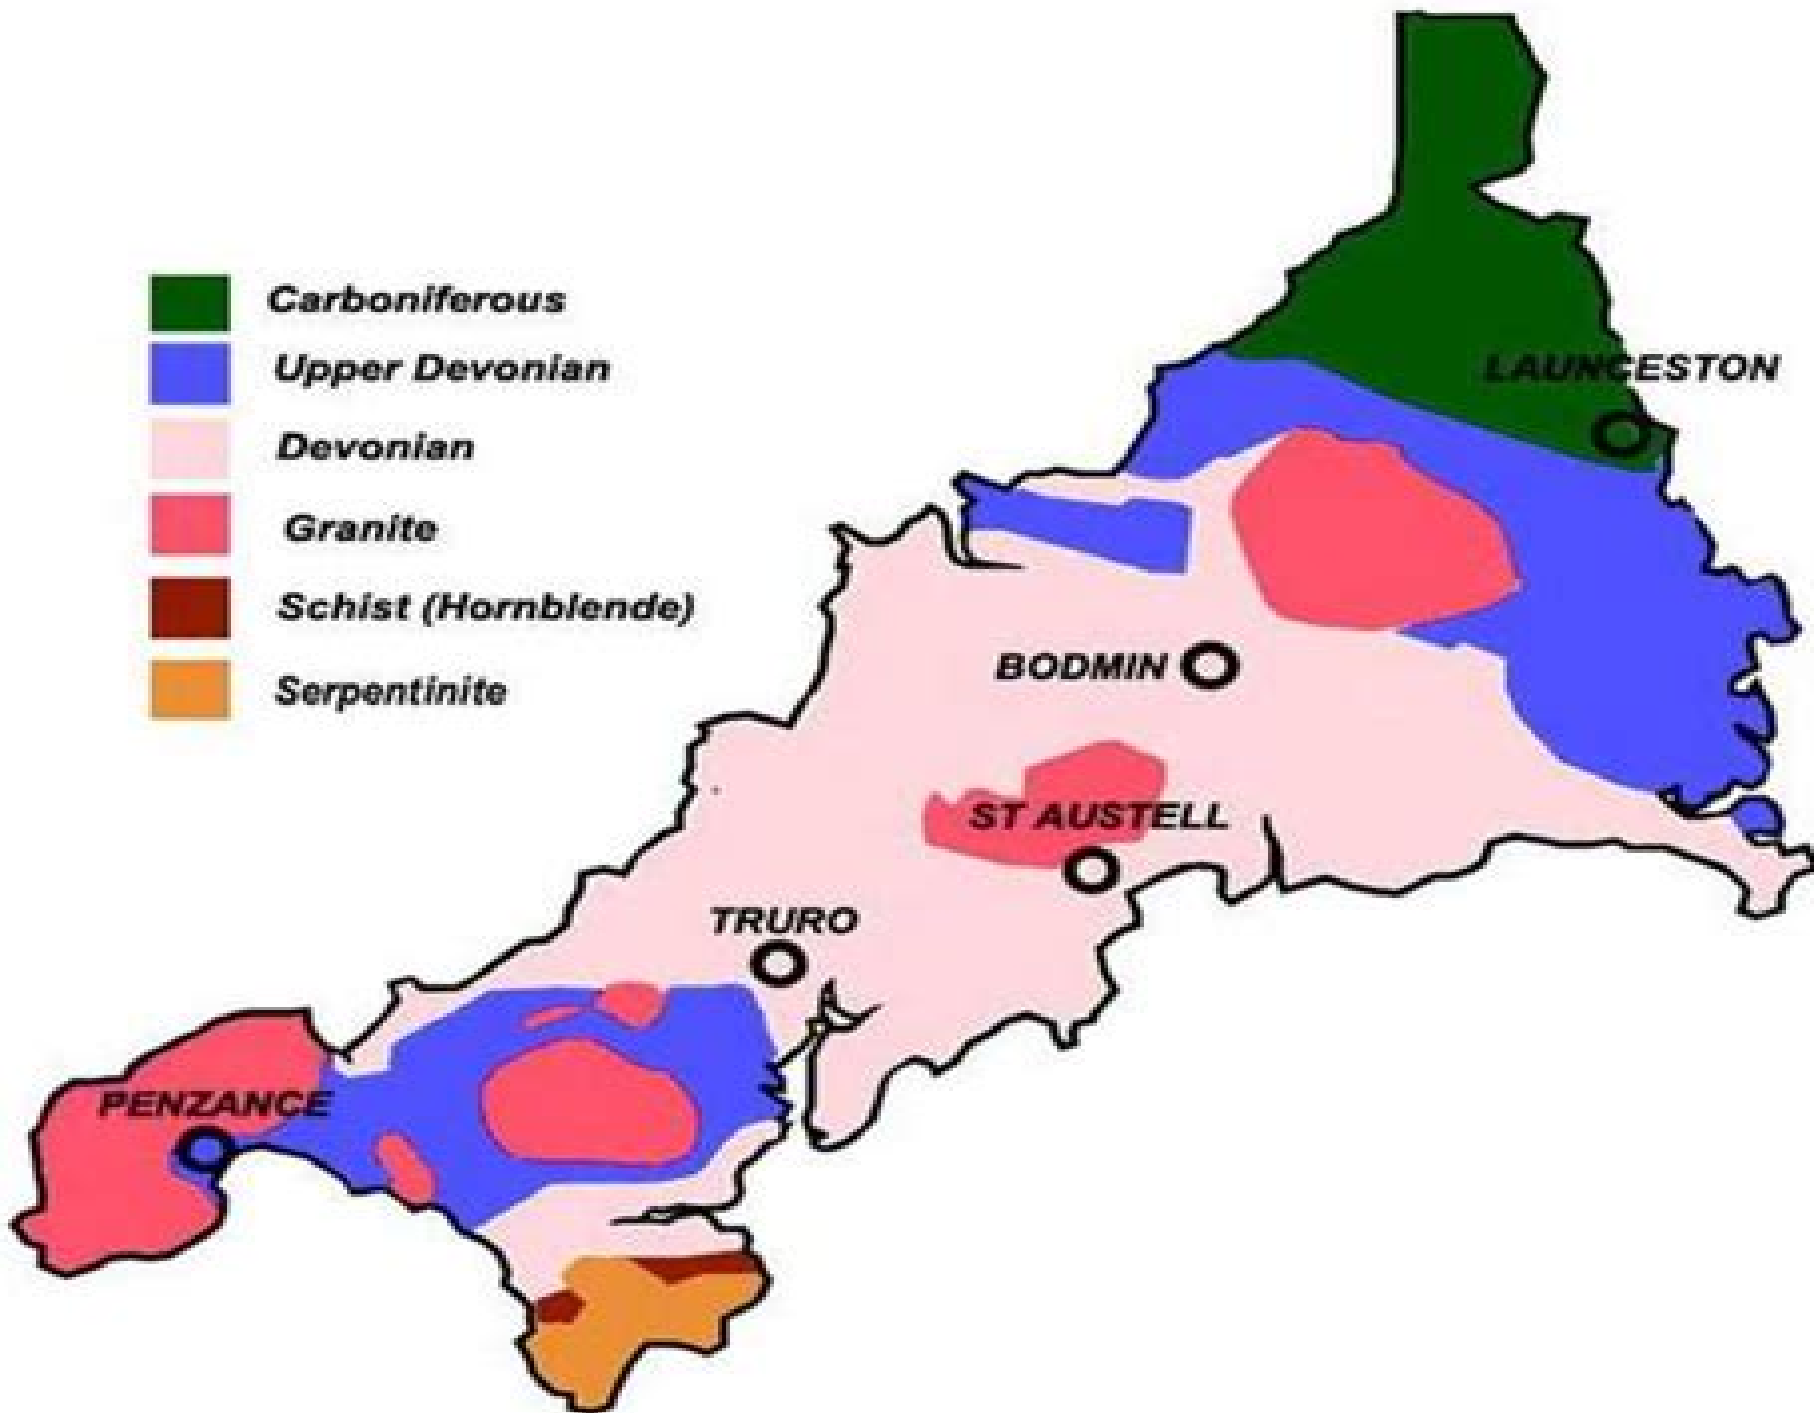 Carboniferous
Upper Devonian
Devonian
Granite
Schist (Hornblende)
Serpentinite
LAUNCESTON
BODMIN
ST AUSTELL
TRURO
PENZANCE